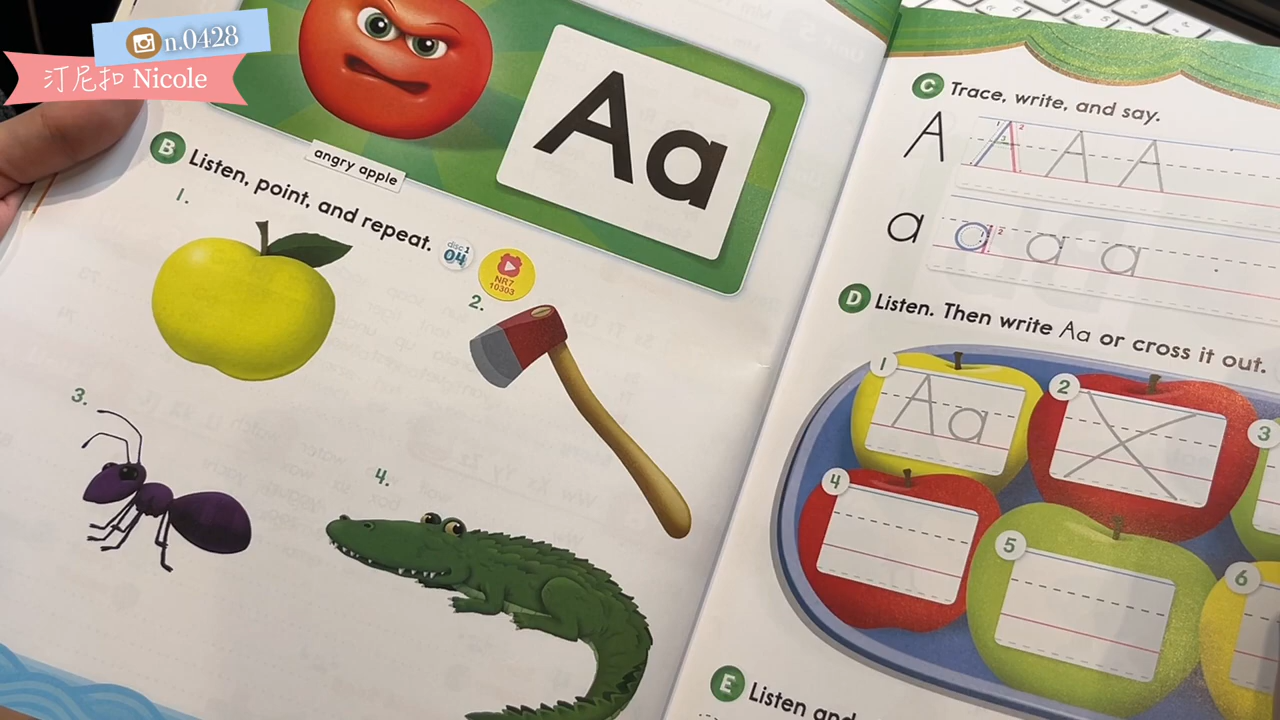 n.0428
汀尼扣 Nicole
Aa
angry apple
B Listen, point, and repeat.
disc 1
04
NR7
10303
1.
2.
3.
4.
C Trace, write, and say.
A A A A
a a a a
D Listen. Then write Aa or cross it out.
1 Aa
2
3
4
5
6
E Listen and